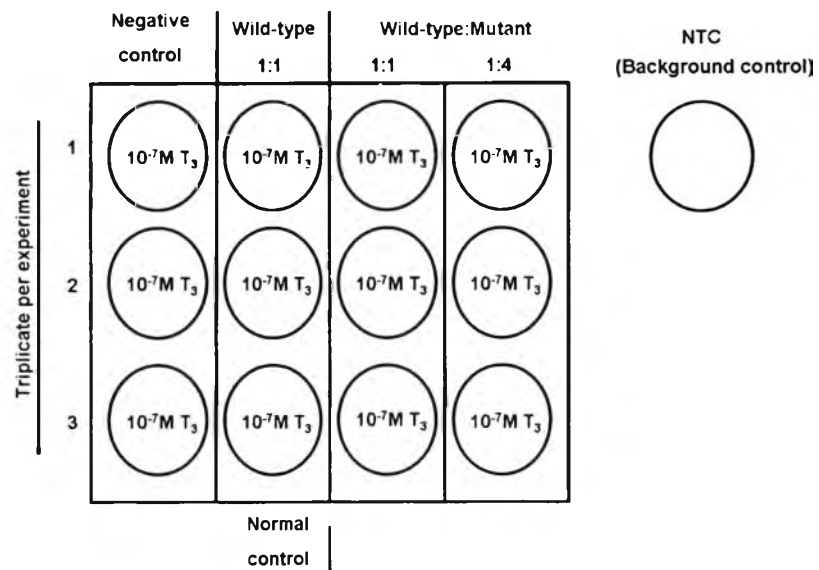 Negative control
Wild-type
1:1
Wild-type:Mutant
1:1 1:4
NTC
(Background control)
Triplicate per experiment
1
10⁻⁷M T₃ 10⁻⁷M T₃ 10⁻⁷M T₃ 10⁻⁷M T₃
2
10⁻⁷M T₃ 10⁻⁷M T₃ 10⁻⁷M T₃ 10⁻⁷M T₃
3
10⁻⁷M T₃ 10⁻⁷M T₃ 10⁻⁷M T₃ 10⁻⁷M T₃
Normal
control